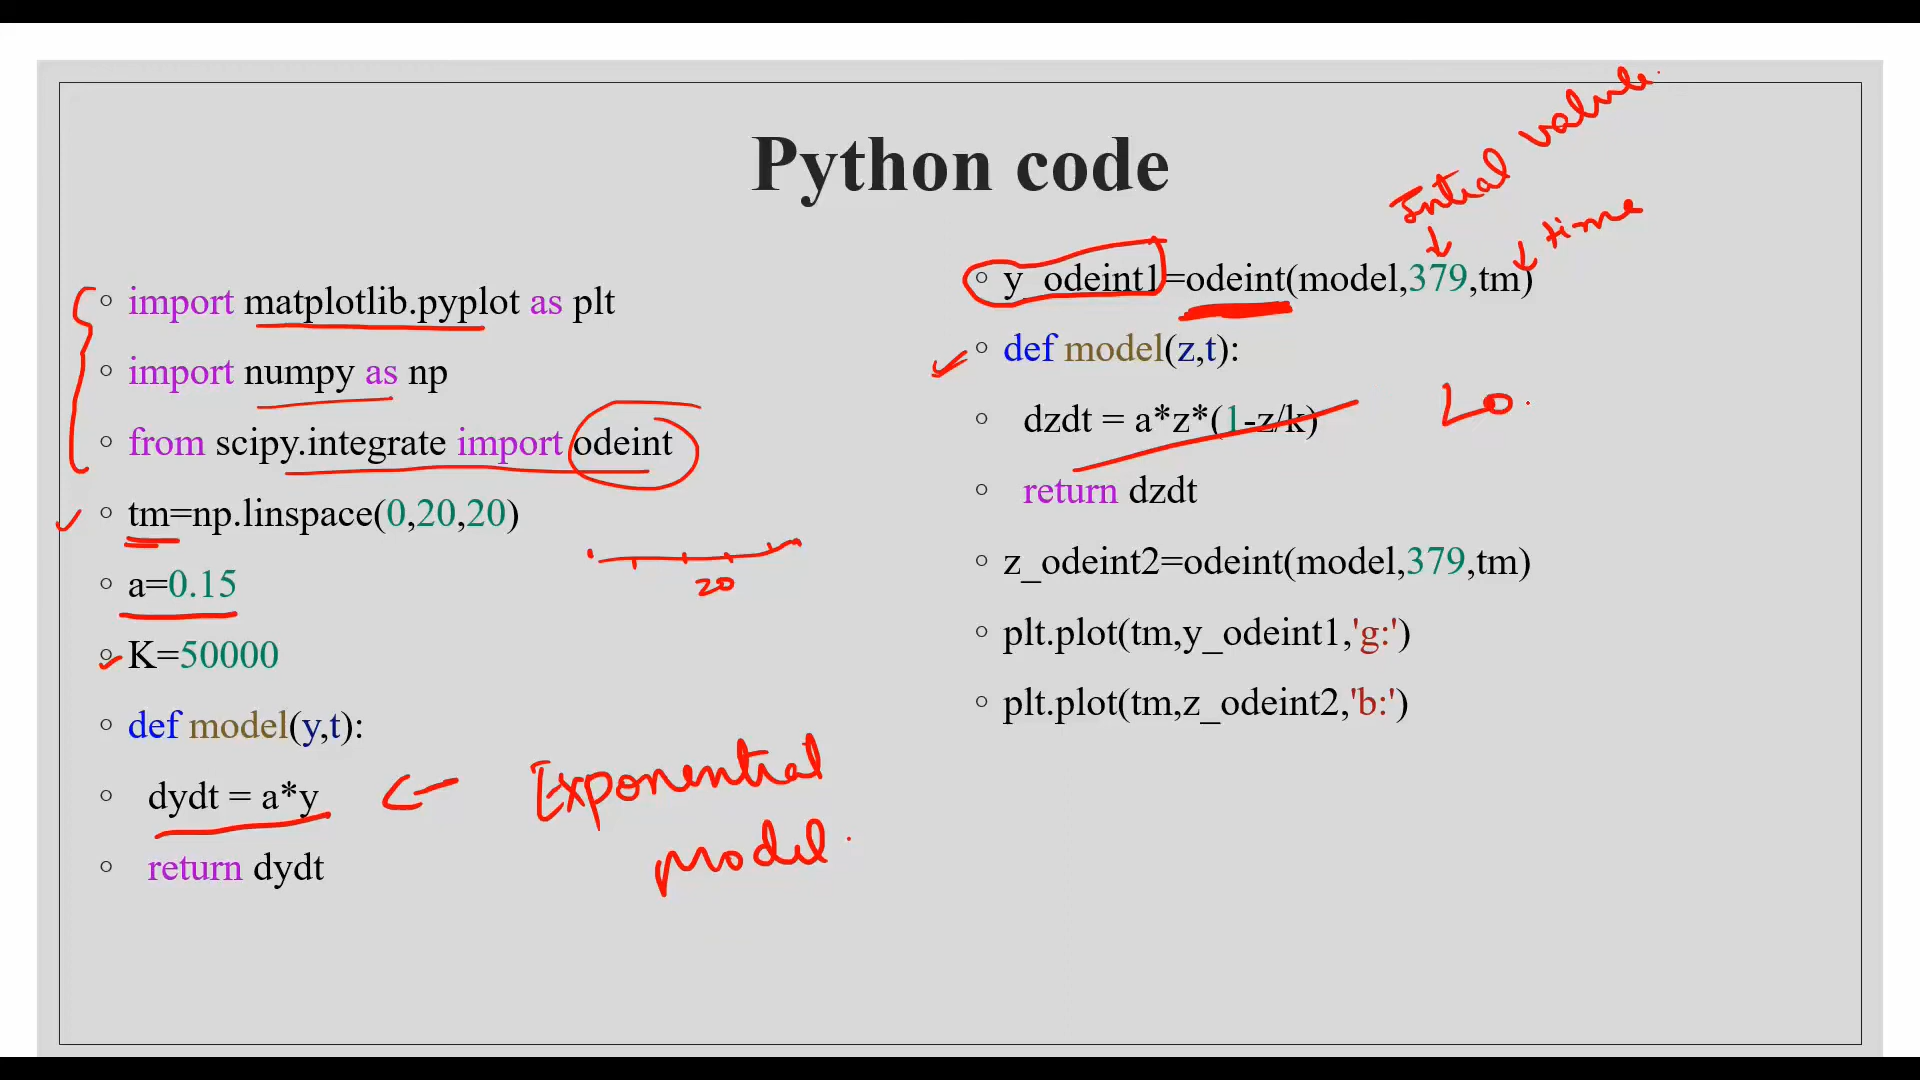 Python code
import matplotlib.pyplot as plt
import numpy as np
from scipy.integrate import odeint
tm=np.linspace(0,20,20)
20
a=0.15
K=50000
def model(y,t):
dydt = a*y
Exponential
model.
return dydt
Intial value.
time
y_odeint1=odeint(model,379,tm)
def model(z,t):
dzdt = a*z*(1-z/k)
Lo
return dzdt
z_odeint2=odeint(model,379,tm)
plt.plot(tm,y_odeint1,'g:')
plt.plot(tm,z_odeint2,'b:')